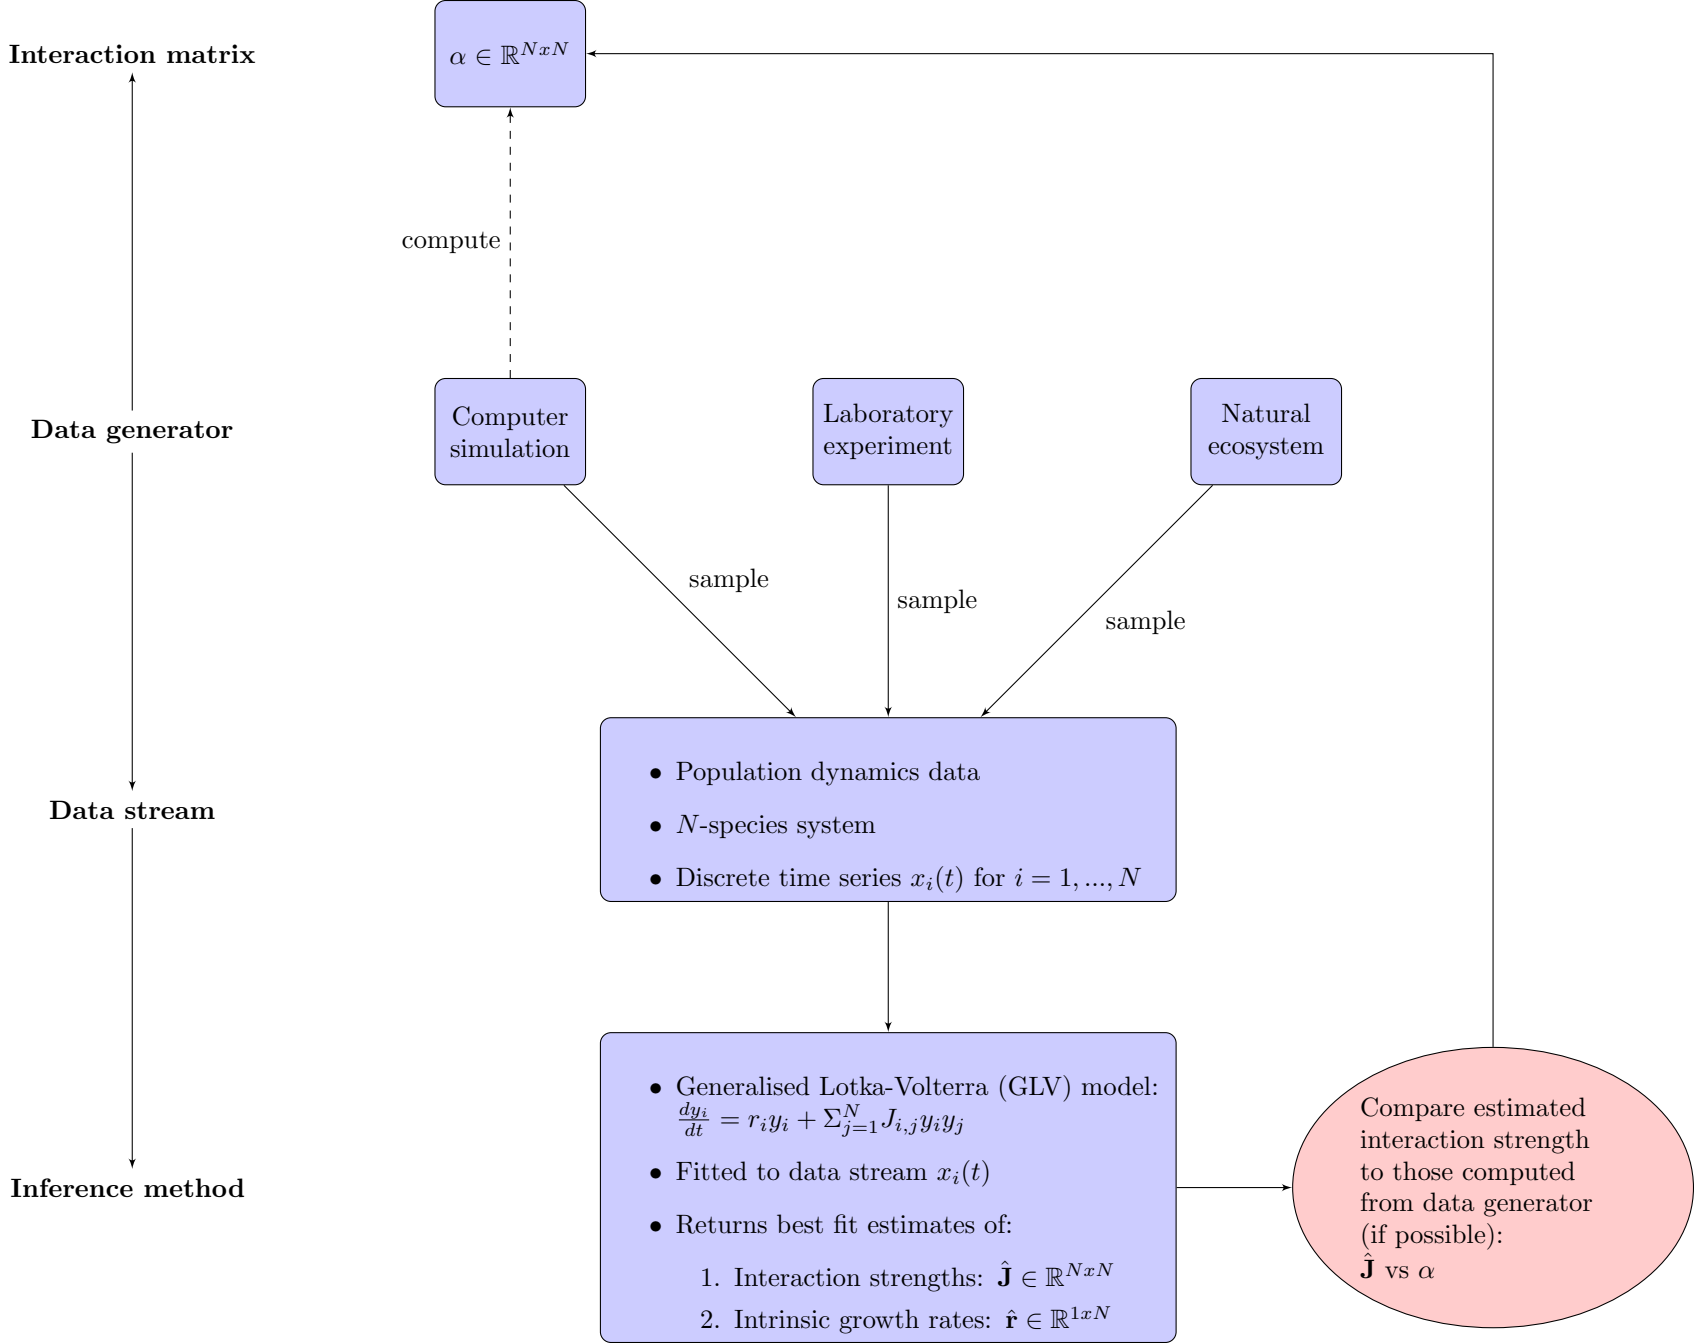 Interaction matrix
α ∈ ℝ^{NxN}
compute
Data generator
Computer
simulation
Laboratory
experiment
Natural
ecosystem
sample
sample
sample
Data stream
• Population dynamics data
• N-species system
• Discrete time series x_i(t) for i = 1, ..., N
Inference method
• Generalised Lotka-Volterra (GLV) model:
\frac{dy_i}{dt} = r_i y_i + Σ_{j=1}^{N} J_{i,j} y_i y_j
• Fitted to data stream x_i(t)
• Returns best fit estimates of:
1. Interaction strengths: Ĵ ∈ ℝ^{NxN}
2. Intrinsic growth rates: r̂ ∈ ℝ^{1xN}
Compare estimated
interaction strength
to those computed
from data generator
(if possible):
Ĵ vs α